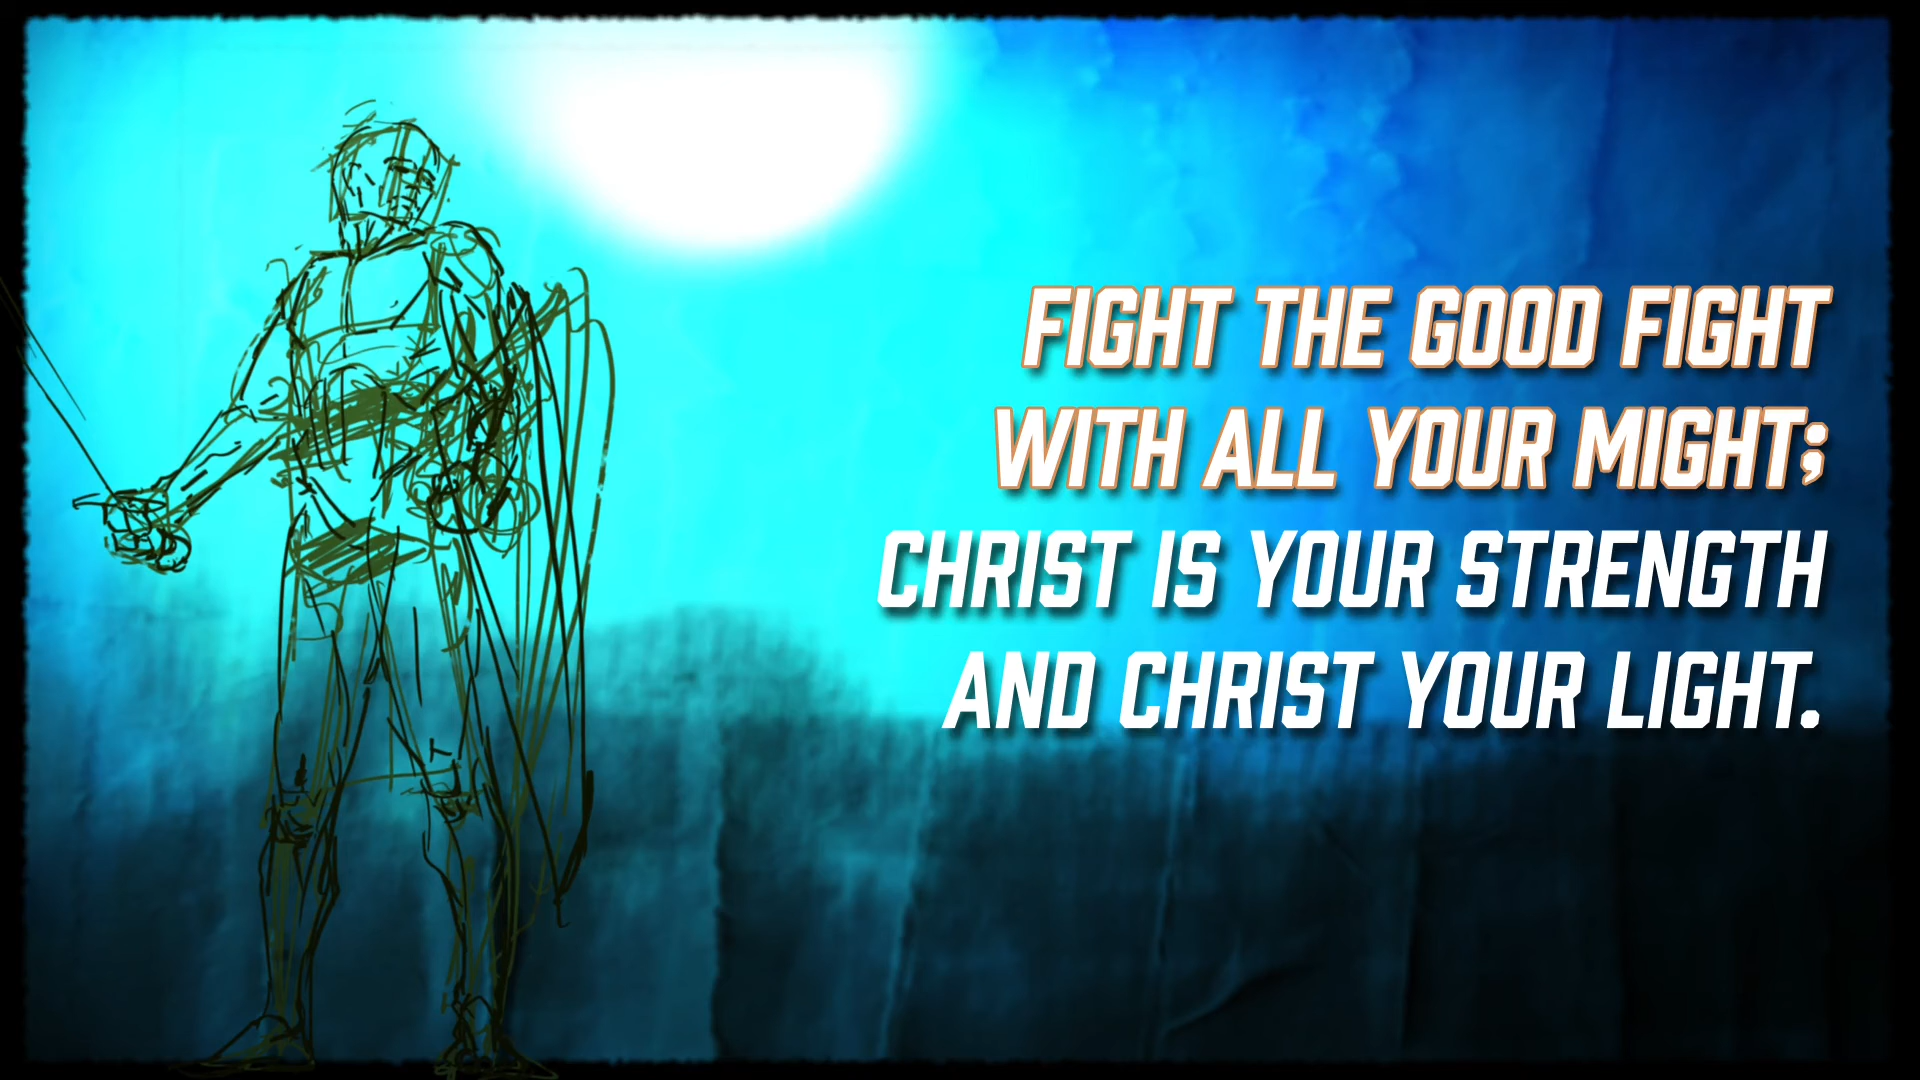 FIGHT THE GOOD FIGHT
WITH ALL YOUR MIGHT;
CHRIST IS YOUR STRENGTH
AND CHRIST YOUR LIGHT.